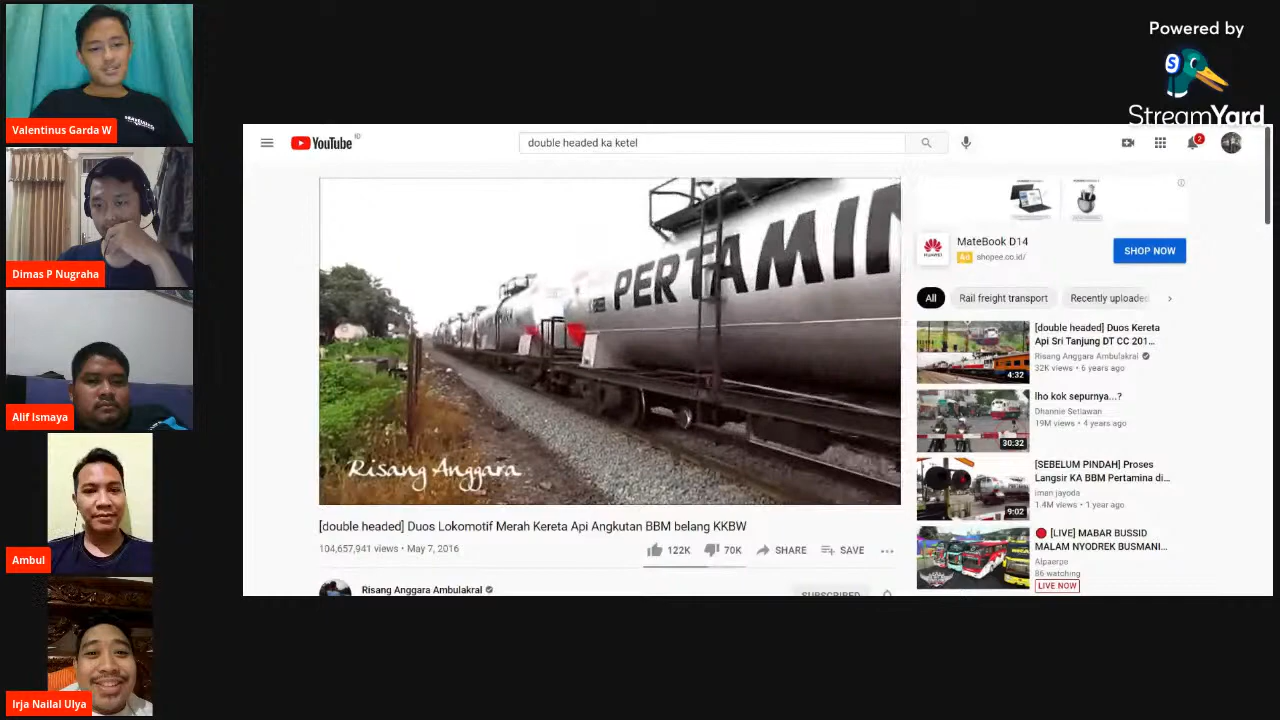 Powered by
StreamYard
Valentinus Garda W
Dimas P Nugraha
Alif Ismaya
Ambul
Irja Nailal Ulya
YouTube ID
double headed ka ketel
2
PERTAMIN
Risang Anggara
[double headed] Duos Lokomotif Merah Kereta Api Angkutan BBM belang KKBW
104,657,941 views • May 7, 2016
122K
70K
SHARE
SAVE
Risang Anggara Ambulakral
SUBSCRIBED
MateBook D14
Ad shopee.co.id/
SHOP NOW
All
Rail freight transport
Recently uploaded
[double headed] Duos Kereta
Api Sri Tanjung DT CC 201...
Risang Anggara Ambulakral
32K views • 6 years ago
4:32
lho kok sepurnya...?
Dhannie Setiawan
19M views • 4 years ago
30:32
[SEBELUM PINDAH] Proses
Langsir KA BBM Pertamina di...
iman jayoda
1.4M views • 1 year ago
9:02
[LIVE] MABAR BUSSID
MALAM NYODREK BUSMANI...
Alpaerpe
86 watching
LIVE NOW